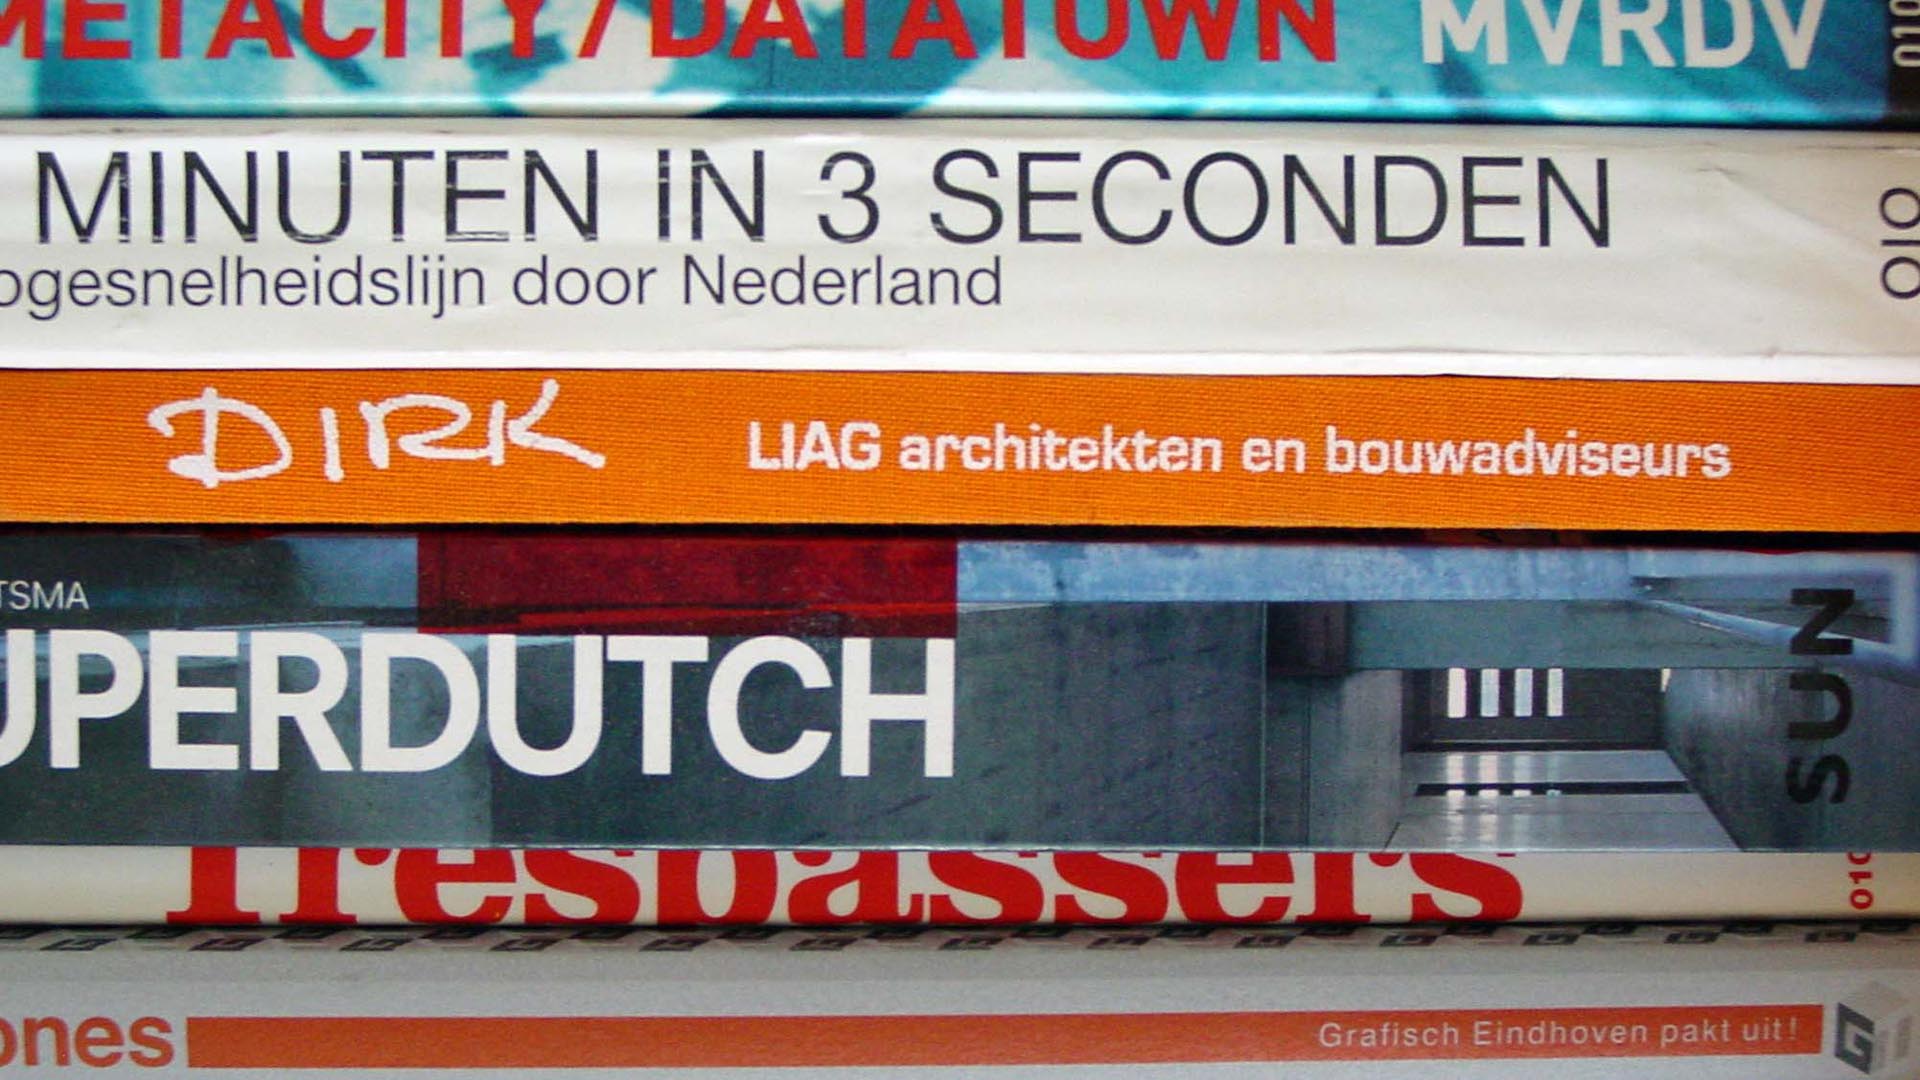 METACITY/DATATOWN MVRDV 010
MINUTEN IN 3 SECONDEN 010
ogesnelheidslijn door Nederland
DIRK LIAG architekten en bouwadviseurs
TSMA
UPERDUTCH SUN
Trespassers 010
ones Grafisch Eindhoven pakt uit!